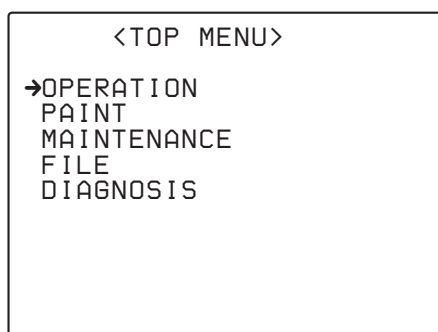 <TOP MENU>
→OPERATION
PAINT
MAINTENANCE
FILE
DIAGNOSIS